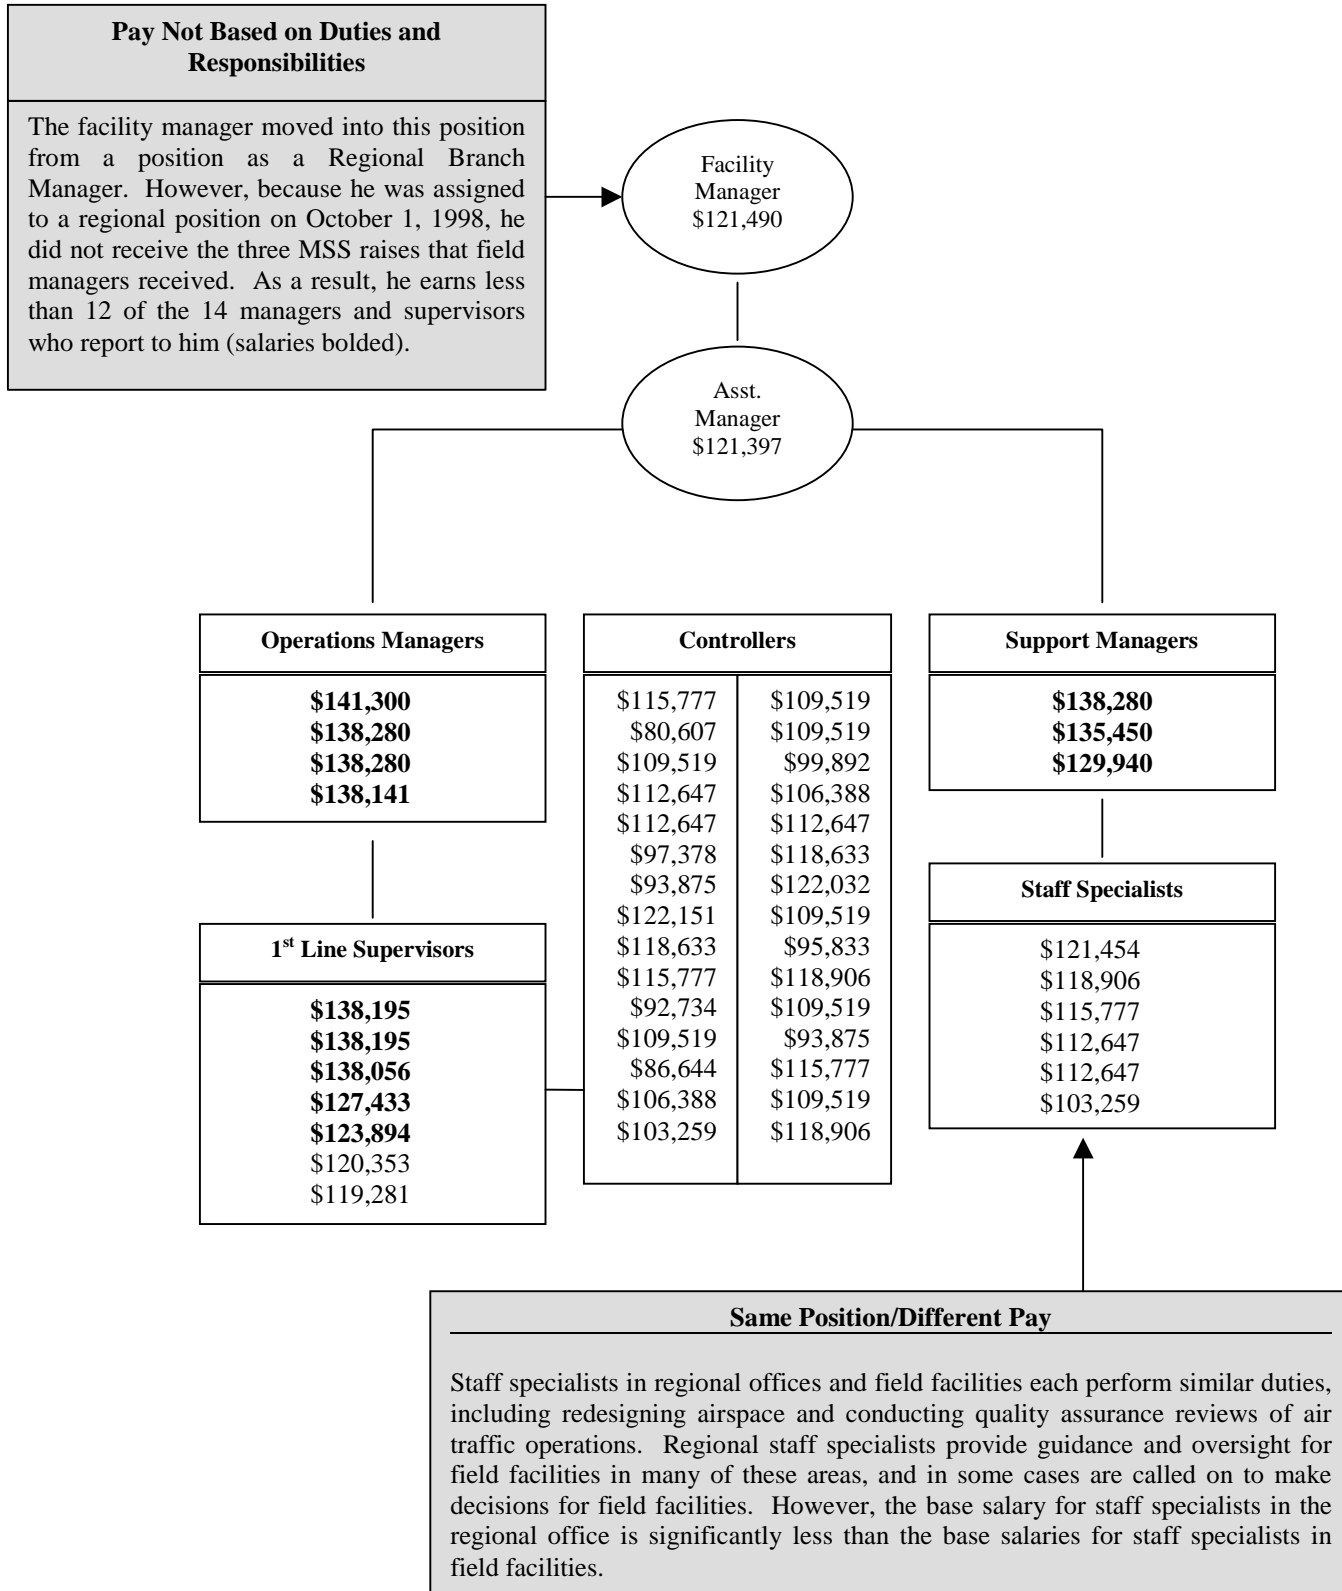 Pay Not Based on Duties and
Responsibilities
The facility manager moved into this position
from a position as a Regional Branch
Manager. However, because he was assigned
to a regional position on October 1, 1998, he
did not receive the three MSS raises that field
managers received. As a result, he earns less
than 12 of the 14 managers and supervisors
who report to him (salaries bolded).
Facility
Manager
$121,490
Asst.
Manager
$121,397
Operations Managers
$141,300
$138,280
$138,280
$138,141
1st Line Supervisors
$138,195
$138,195
$138,056
$127,433
$123,894
$120,353
$119,281
Controllers
$115,777 $109,519
$80,607 $109,519
$109,519 $99,892
$112,647 $106,388
$112,647 $112,647
$97,378 $118,633
$93,875 $122,032
$122,151 $109,519
$118,633 $95,833
$115,777 $118,906
$92,734 $109,519
$109,519 $93,875
$86,644 $115,777
$106,388 $109,519
$103,259 $118,906
Support Managers
$138,280
$135,450
$129,940
Staff Specialists
$121,454
$118,906
$115,777
$112,647
$112,647
$103,259
Same Position/Different Pay
Staff specialists in regional offices and field facilities each perform similar duties,
including redesigning airspace and conducting quality assurance reviews of air
traffic operations. Regional staff specialists provide guidance and oversight for
field facilities in many of these areas, and in some cases are called on to make
decisions for field facilities. However, the base salary for staff specialists in the
regional office is significantly less than the base salaries for staff specialists in
field facilities.